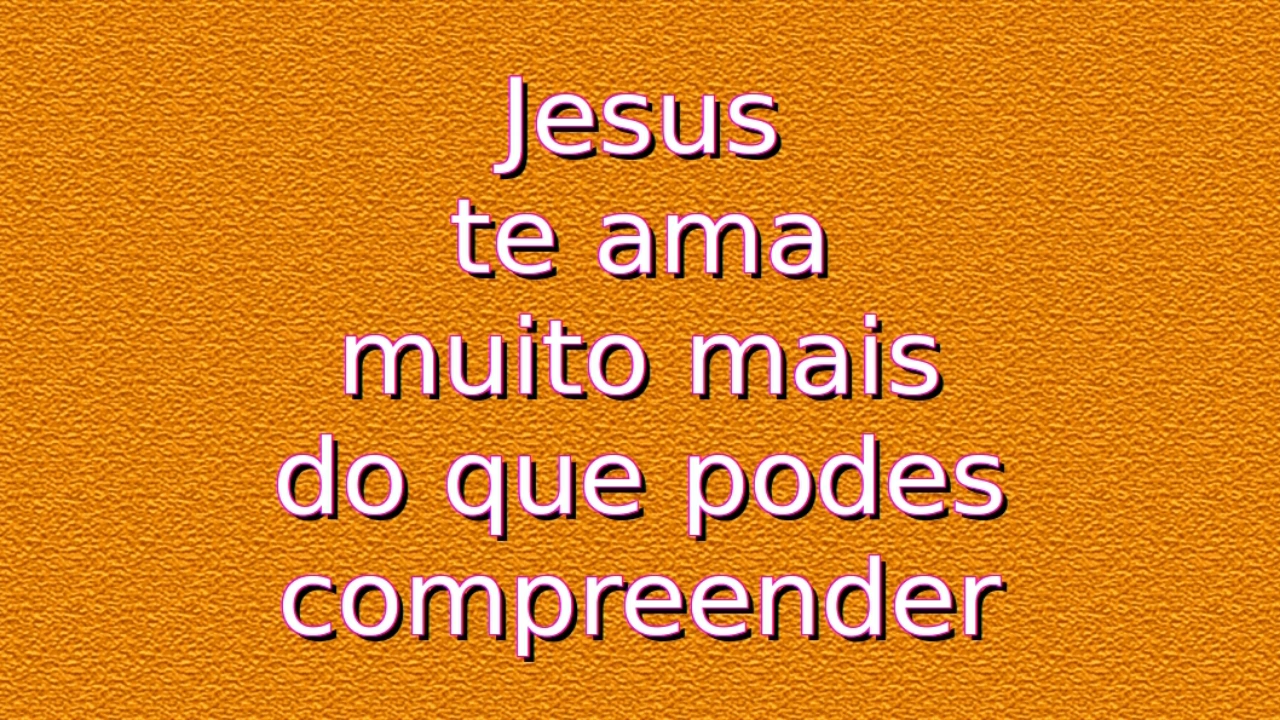 Jesus
te ama
muito mais
do que podes
compreender